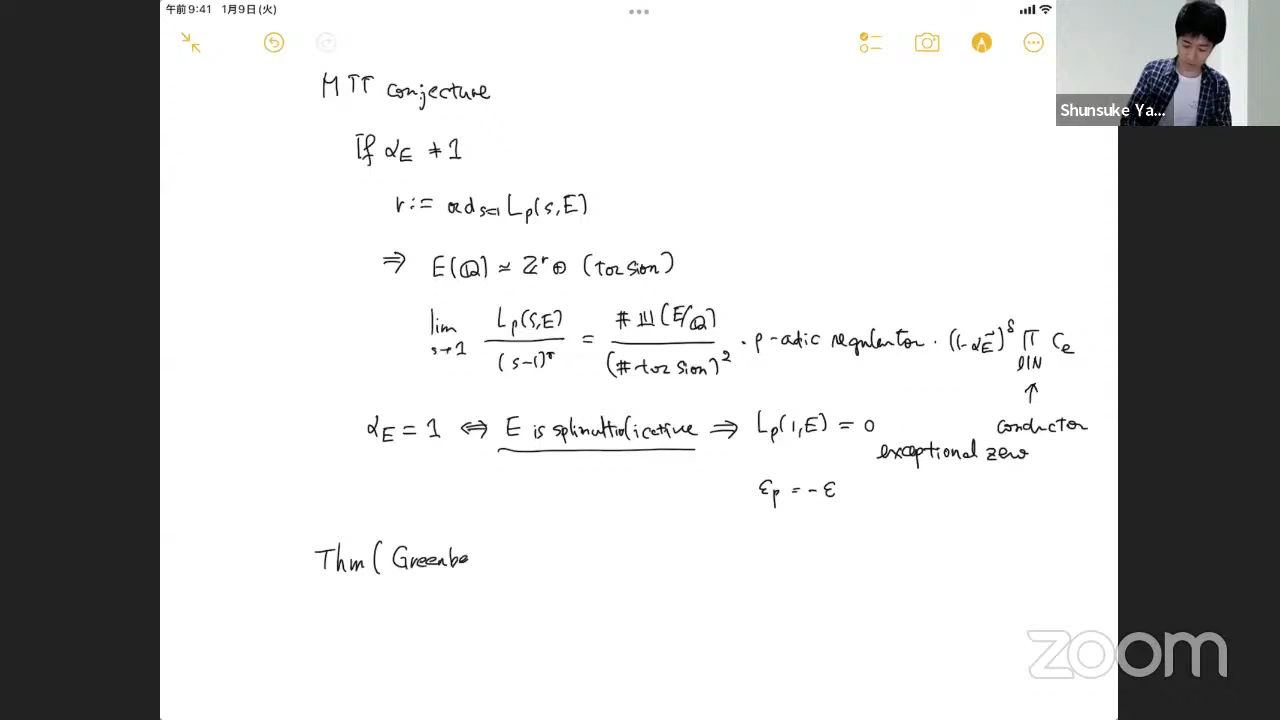 午前9:41 1月9日(火)
Shunsuke Ya...
MTT conjecture
If α_E ≠ 1
r := ord_{s=1} L_p(s, E)
⇒ E(ℚ) ≃ ℤ^r ⊕ (torsion)
lim_{s→1} L_p(s,E) / (s-1)^r = # Ш(E/ℚ) / (# torsion)^2 · p-adic regulator · (1-α_E^{-1})^δ ∏_{ℓ|N} C_ℓ
↑
conductor
α_E = 1 ⇔ E is splimultiplicative ⇒ L_p(1, E) = 0
exceptional zero
ε_p = -ε
Thm ( Greenbe
zoom